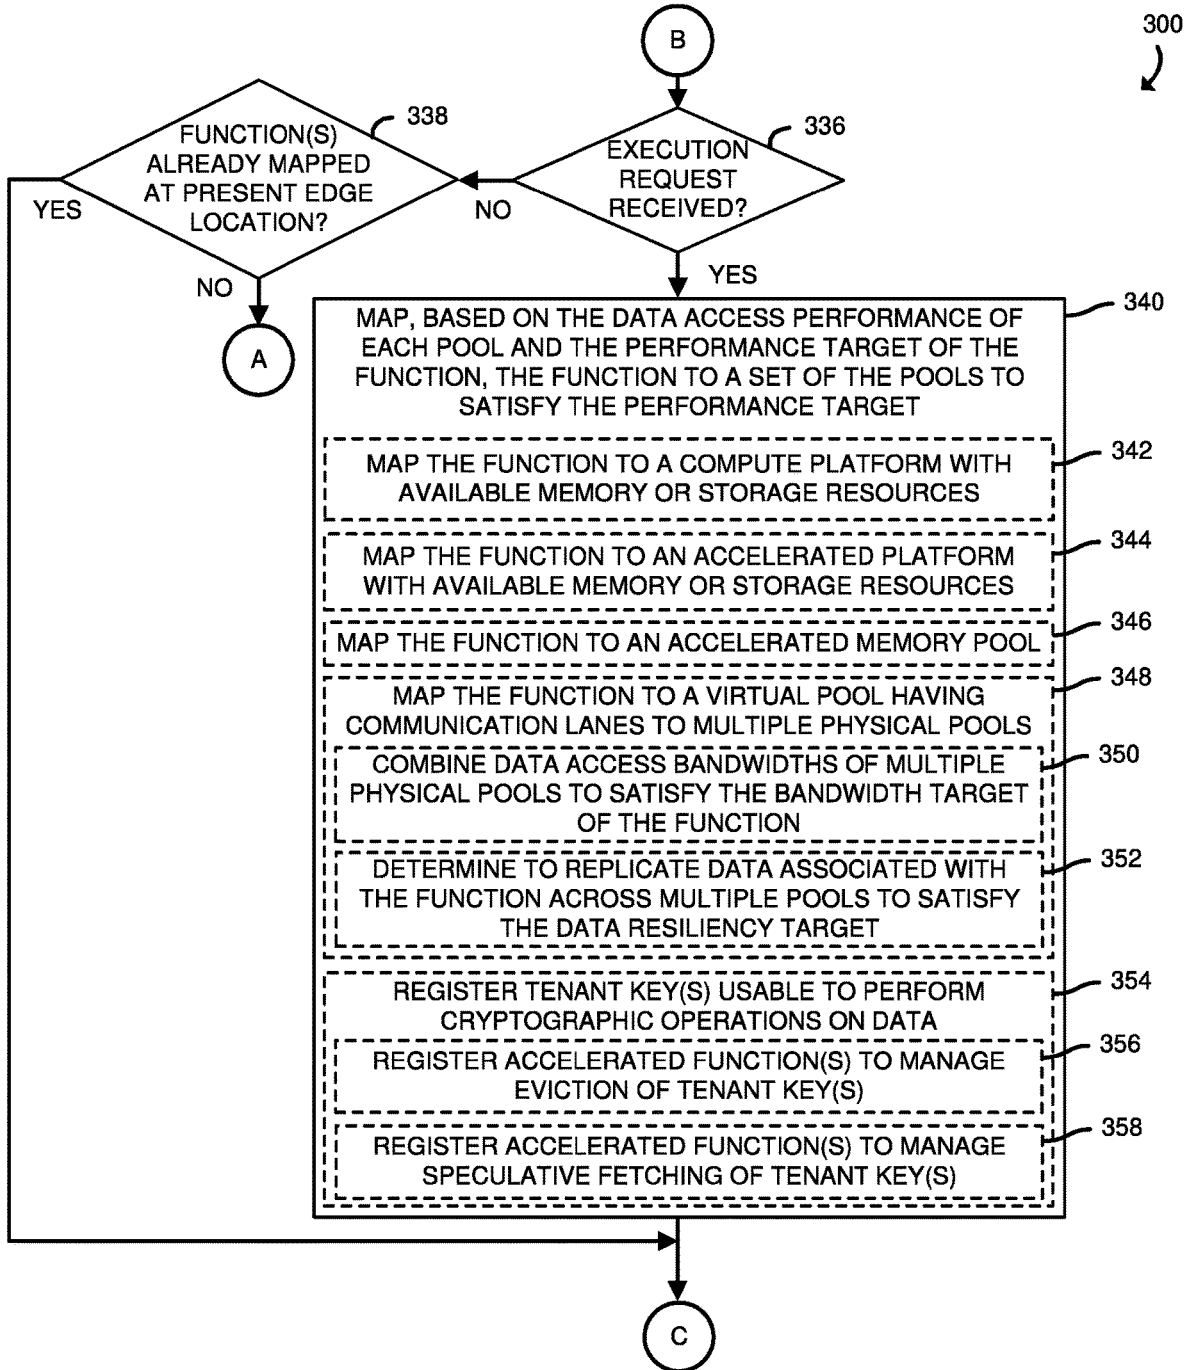 300
B
338
FUNCTION(S)
ALREADY MAPPED
AT PRESENT EDGE
LOCATION?
YES
NO
A
336
EXECUTION
REQUEST
RECEIVED?
NO
YES
340
MAP, BASED ON THE DATA ACCESS PERFORMANCE OF
EACH POOL AND THE PERFORMANCE TARGET OF THE
FUNCTION, THE FUNCTION TO A SET OF THE POOLS TO
SATISFY THE PERFORMANCE TARGET
342
MAP THE FUNCTION TO A COMPUTE PLATFORM WITH
AVAILABLE MEMORY OR STORAGE RESOURCES
344
MAP THE FUNCTION TO AN ACCELERATED PLATFORM
WITH AVAILABLE MEMORY OR STORAGE RESOURCES
346
MAP THE FUNCTION TO AN ACCELERATED MEMORY POOL
348
MAP THE FUNCTION TO A VIRTUAL POOL HAVING
COMMUNICATION LANES TO MULTIPLE PHYSICAL POOLS
350
COMBINE DATA ACCESS BANDWIDTHS OF MULTIPLE
PHYSICAL POOLS TO SATISFY THE BANDWIDTH TARGET
OF THE FUNCTION
352
DETERMINE TO REPLICATE DATA ASSOCIATED WITH
THE FUNCTION ACROSS MULTIPLE POOLS TO SATISFY
THE DATA RESILIENCY TARGET
354
REGISTER TENANT KEY(S) USABLE TO PERFORM
CRYPTOGRAPHIC OPERATIONS ON DATA
356
REGISTER ACCELERATED FUNCTION(S) TO MANAGE
EVICTION OF TENANT KEY(S)
358
REGISTER ACCELERATED FUNCTION(S) TO MANAGE
SPECULATIVE FETCHING OF TENANT KEY(S)
C